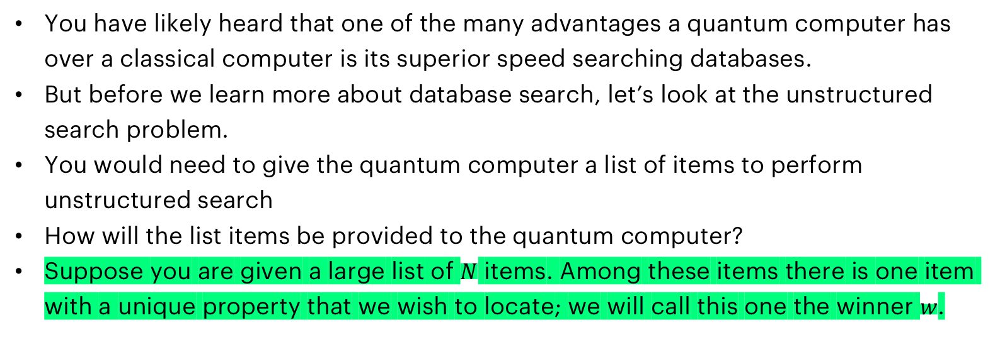 • You have likely heard that one of the many advantages a quantum computer has
over a classical computer is its superior speed searching databases.
• But before we learn more about database search, let’s look at the unstructured
search problem.
• You would need to give the quantum computer a list of items to perform
unstructured search
• How will the list items be provided to the quantum computer?
• Suppose you are given a large list of N items. Among these items there is one item
with a unique property that we wish to locate; we will call this one the winner w.